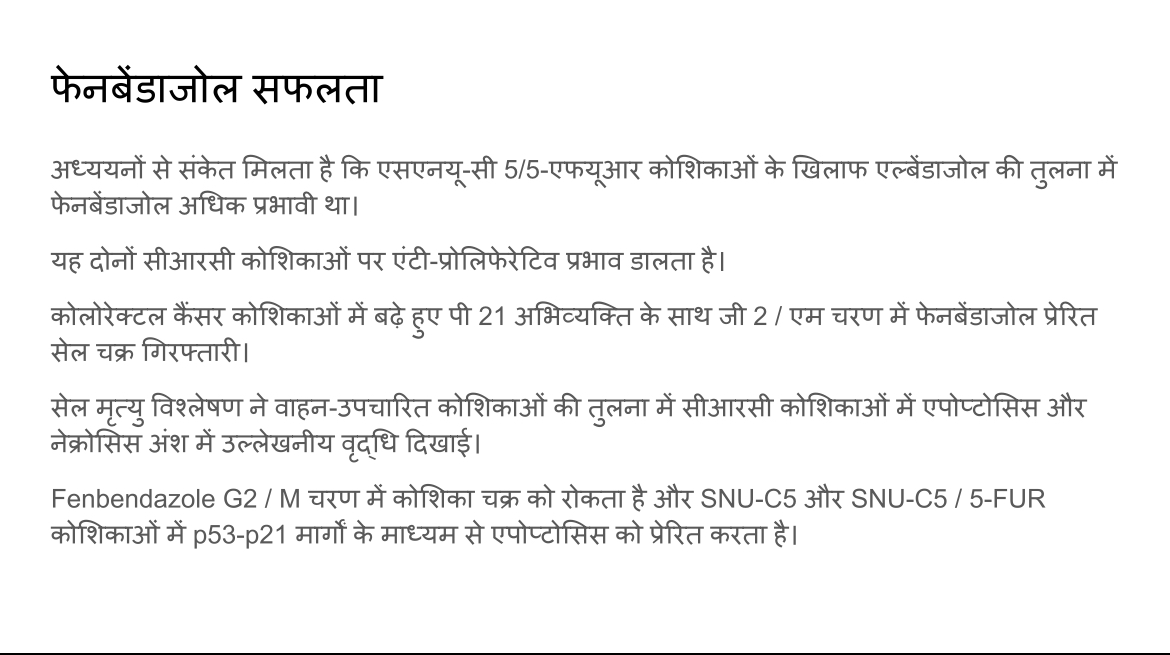 फेनबेंडाजोल सफलता
अध्ययनों से संकेत मिलता है कि एसएनयू-सी 5/5-एफयूआर कोशिकाओं के खिलाफ एल्बेंडाजोल की तुलना में
फेनबेंडाजोल अधिक प्रभावी था।
यह दोनों सीआरसी कोशिकाओं पर एंटी-प्रोलिफेरेटिव प्रभाव डालता है।
कोलोरेक्टल कैंसर कोशिकाओं में बढ़े हुए पी 21 अभिव्यक्ति के साथ जी 2 / एम चरण में फेनबेंडाजोल प्रेरित
सेल चक्र गिरफ्तारी।
सेल मृत्यु विश्लेषण ने वाहन-उपचारित कोशिकाओं की तुलना में सीआरसी कोशिकाओं में एपोप्टोसिस और
नेक्रोसिस अंश में उल्लेखनीय वृद्धि दिखाई।
Fenbendazole G2 / M चरण में कोशिका चक्र को रोकता है और SNU-C5 और SNU-C5 / 5-FUR
कोशिकाओं में p53-p21 मार्गों के माध्यम से एपोप्टोसिस को प्रेरित करता है।